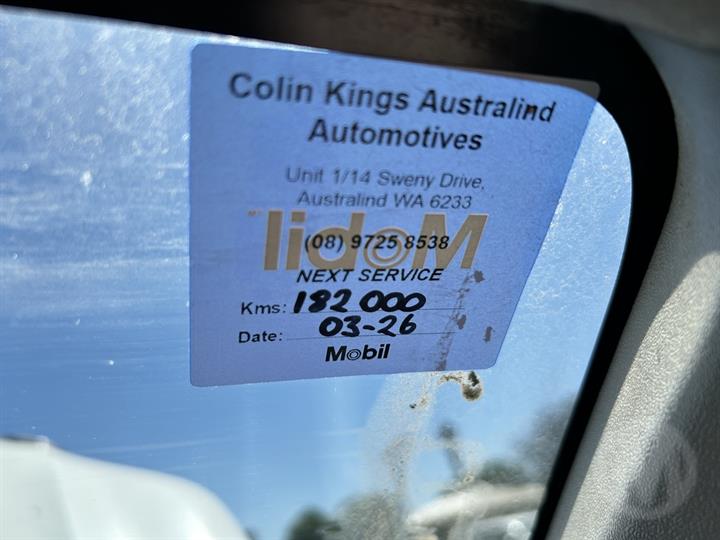 Colin Kings Australind
Automotives
Unit 1/14 Sweny Drive,
Australind WA 6233
Mobil
(08) 9725 8538
NEXT SERVICE
Kms: 182 000
Date: 03-26
Mobil